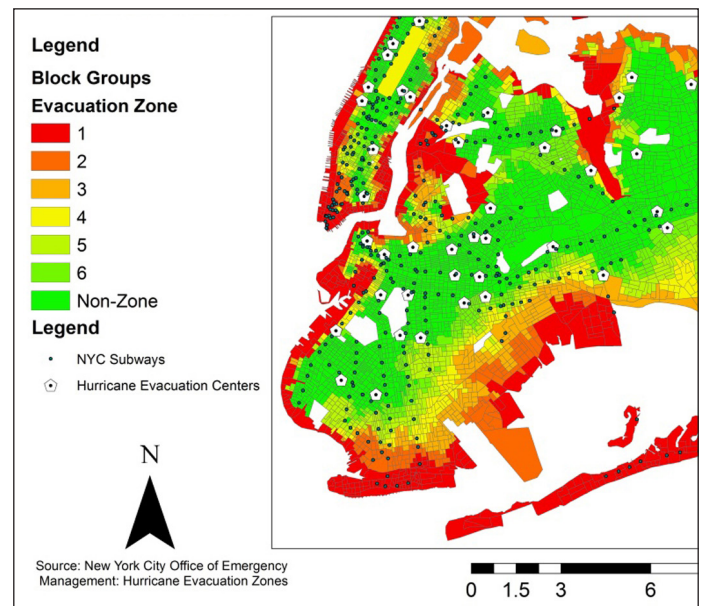 Legend
Block Groups
Evacuation Zone
1
2
3
4
5
6
Non-Zone
Legend
NYC Subways
Hurricane Evacuation Centers
N
Source: New York City Office of Emergency
Management: Hurricane Evacuation Zones
0 1.5 3 6